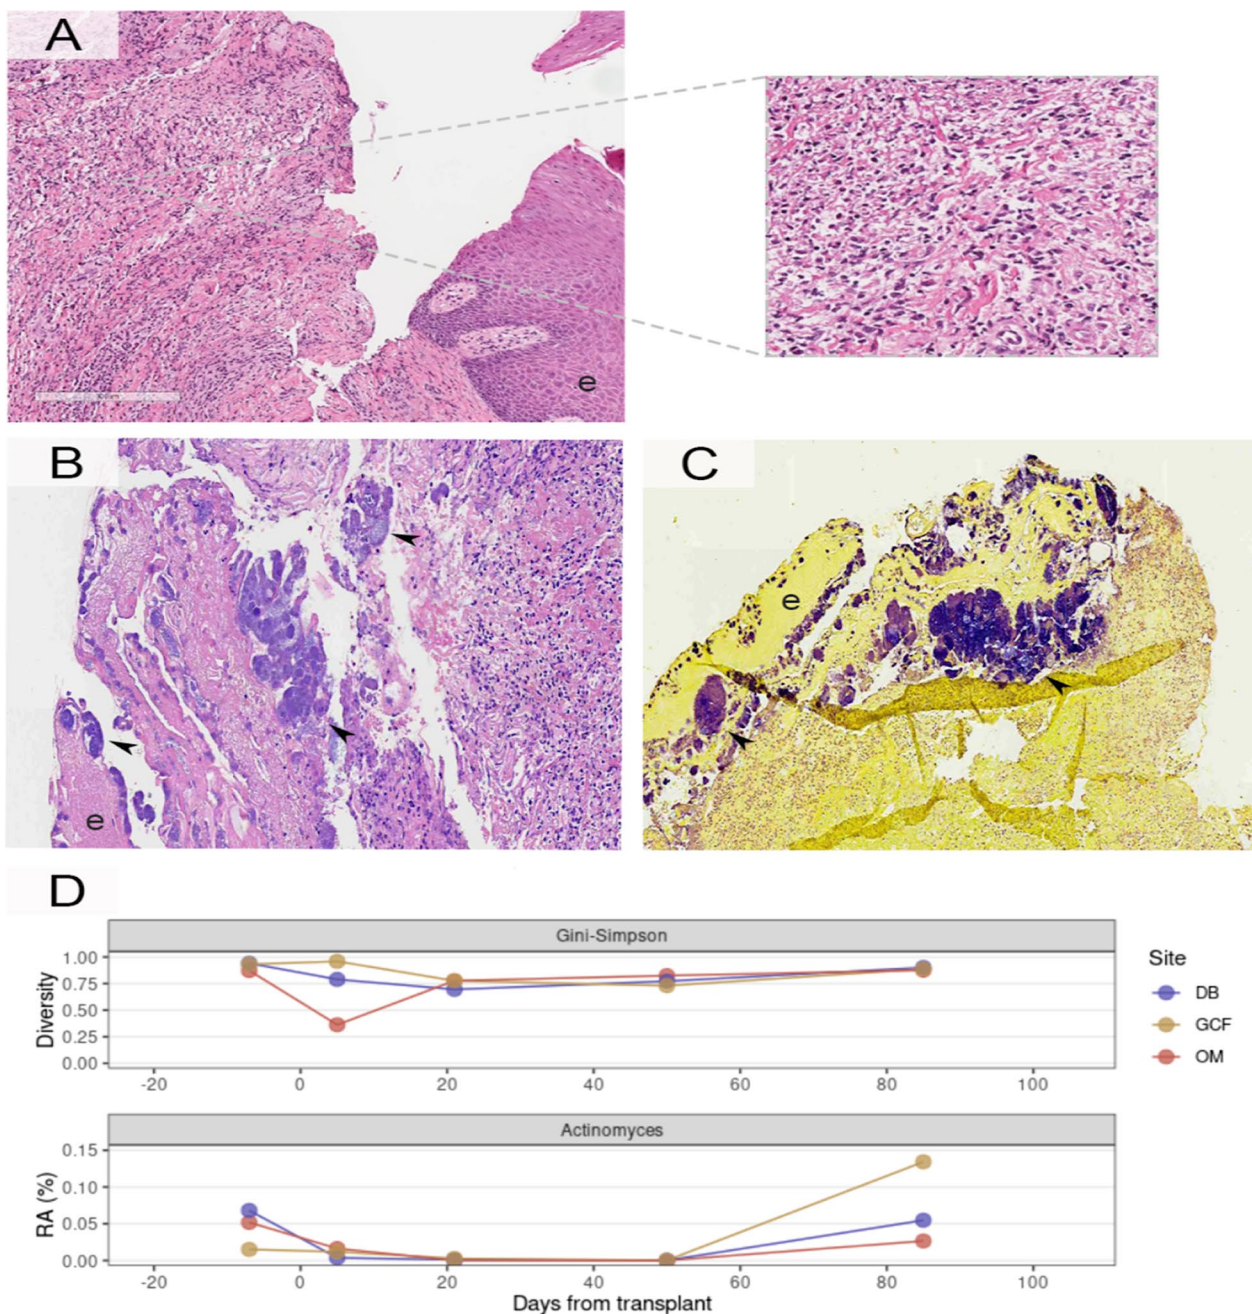 A
e
B
e
C
e
D
Gini-Simpson
1.00
0.75
0.50
0.25
0.00
Diversity
-20 0 20 40 60 80 100
Site
DB
GCF
OM
Actinomyces
0.15
0.10
0.05
0.00
RA (%)
-20 0 20 40 60 80 100
Days from transplant